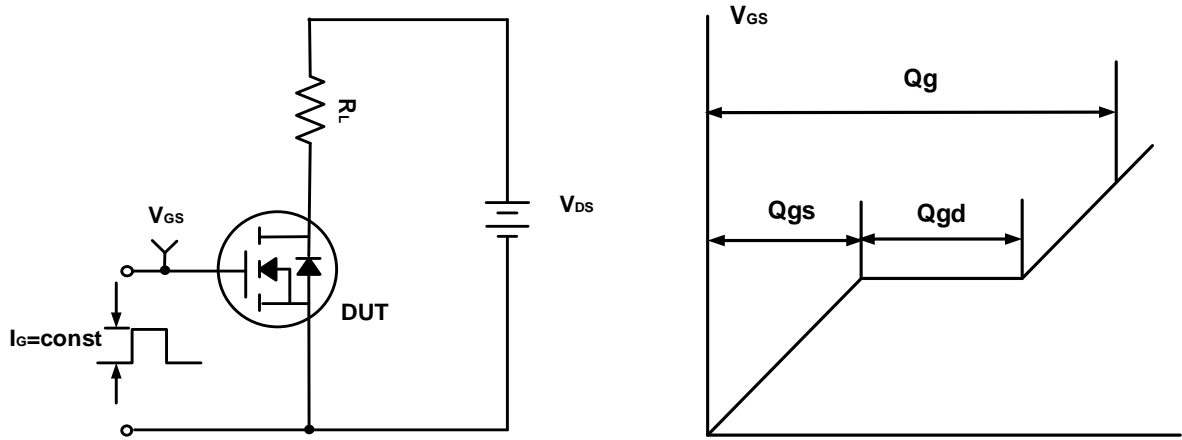 RL
VGS
VDS
DUT
IG=const
VGS
Qg
Qgs
Qgd